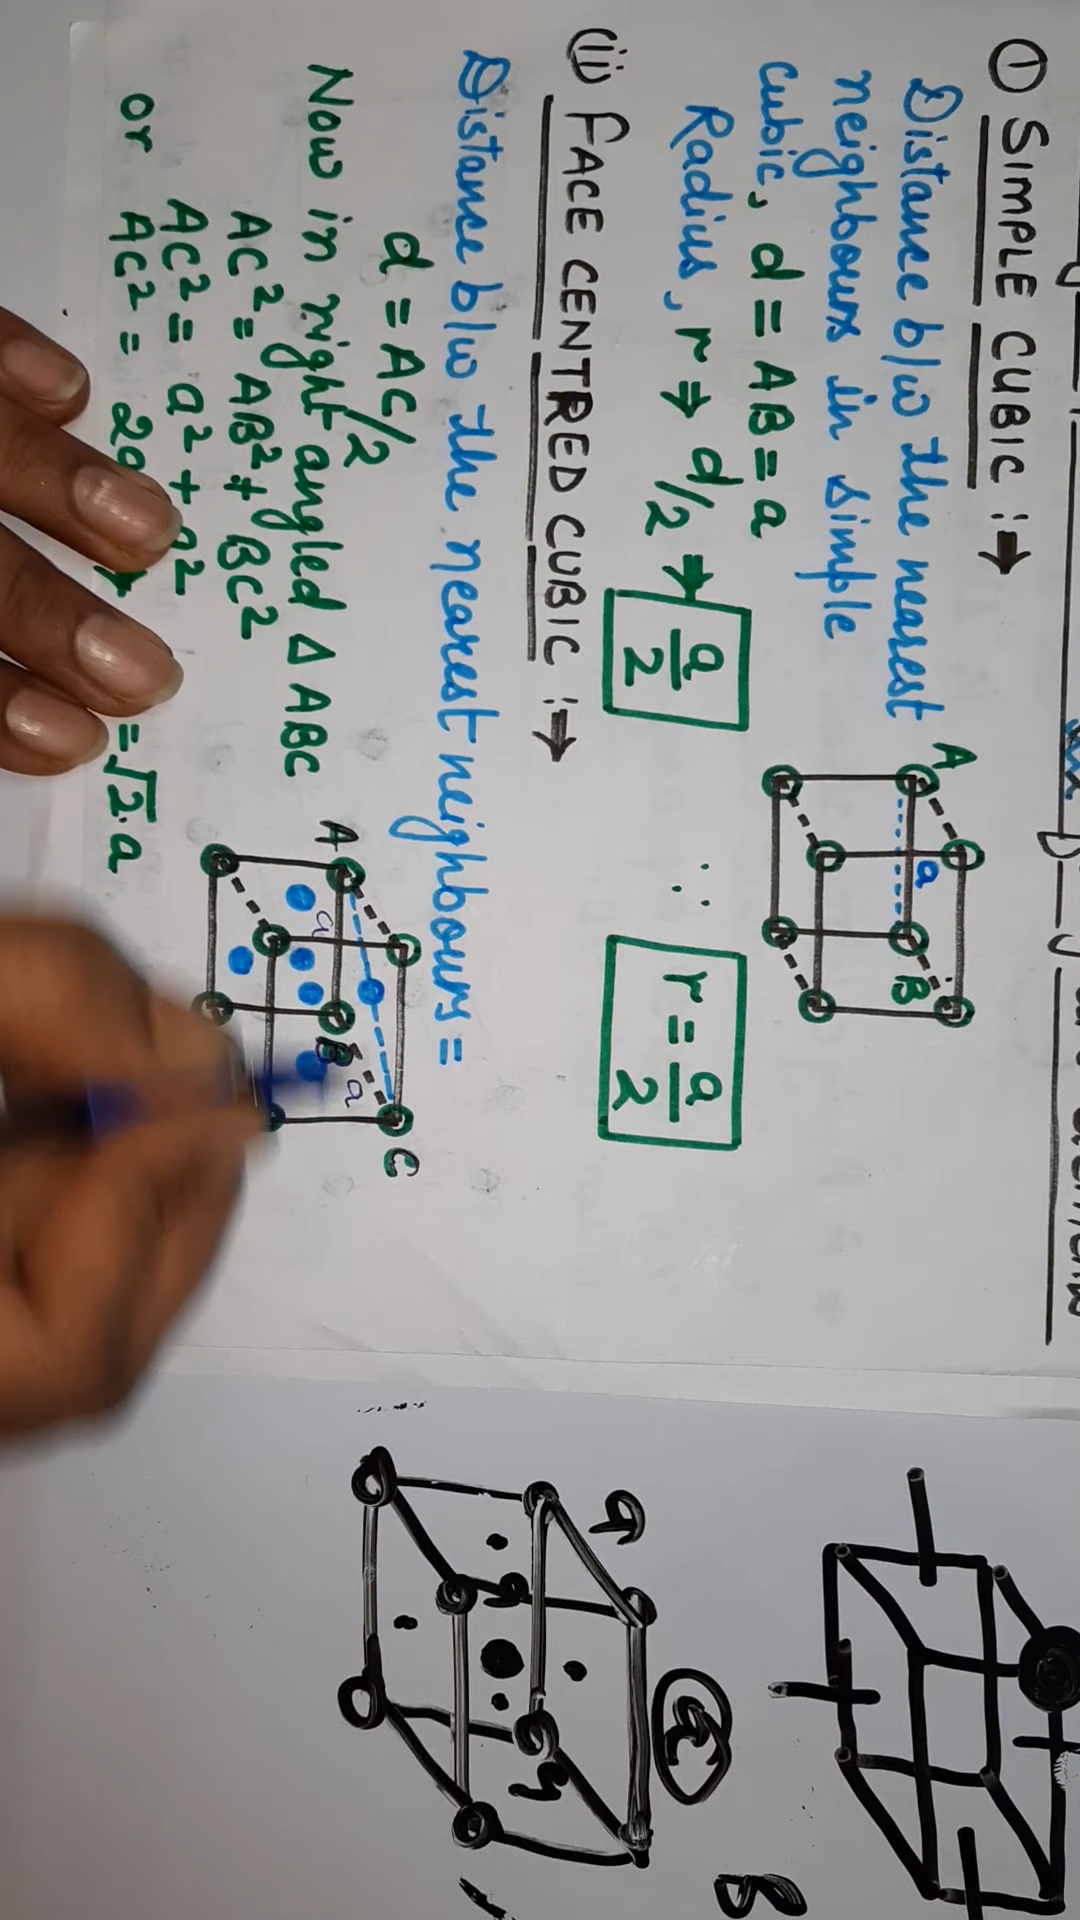 ① SIMPLE CUBIC :→
Distance b/w the nearest
neighbours in simple
cubic, d = AB = a
Radius, r ⇒ d/2 ⇒ a/2 ∵ r = a/2
A
a
B
(ii) FACE CENTRED CUBIC :→
Distance b/w the nearest neighbours =
d = AC/2
Now in right angled Δ ABC
AC² = AB² + BC²
AC² = a² + a²
or AC² = 2a = √2.a
A
a
B
a
C
B